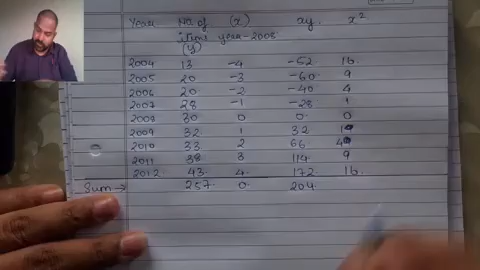 Year No. of (x) xy. x²
items year-2008
(y)
2004 13 -4 -52 16.
2005 20 -3 -60 9
2006 20 -2 -40 4
2007 28 -1 -28 1
2008 30 0 0 0
2009 32 1 32 1
2010 33 2 66 4
2011 38 3 114 9
2012. 43. 4. 172. 16.
Sum → 257. 0. 204.